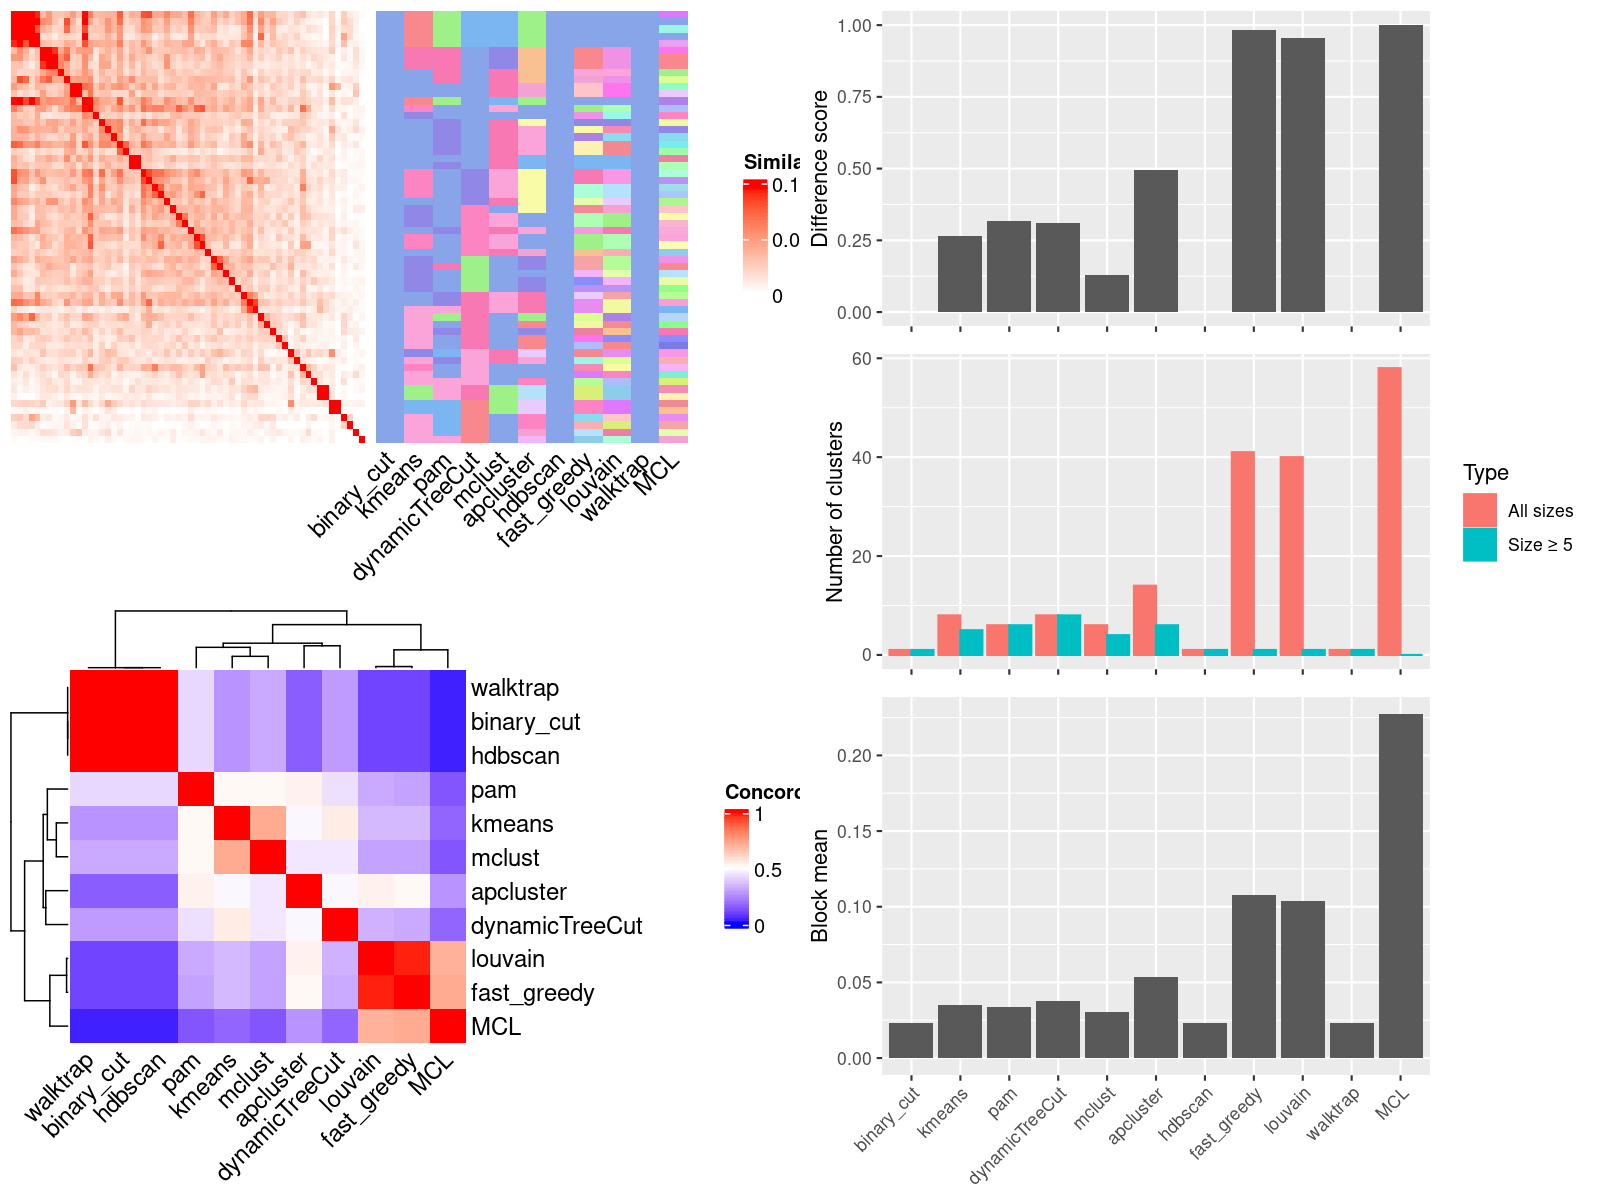 Simila
0.1
0.0
0
binary_cut
kmeans
pam
dynamicTreeCut
mclust
apcluster
hdbscan
fast_greedy
louvain
walktrap
MCL
walktrap
binary_cut
hdbscan
pam
kmeans
mclust
apcluster
dynamicTreeCut
louvain
fast_greedy
MCL
walktrap
binary_cut
hdbscan
pam
kmeans
mclust
apcluster
dynamicTreeCut
louvain
fast_greedy
MCL
Concord
1
0.5
0
Difference score
1.00
0.75
0.50
0.25
0.00
Number of clusters
60
40
20
0
Type
All sizes
Size ≥ 5
Block mean
0.20
0.15
0.10
0.05
0.00
binary_cut
kmeans
pam
dynamicTreeCut
mclust
apcluster
hdbscan
fast_greedy
louvain
walktrap
MCL